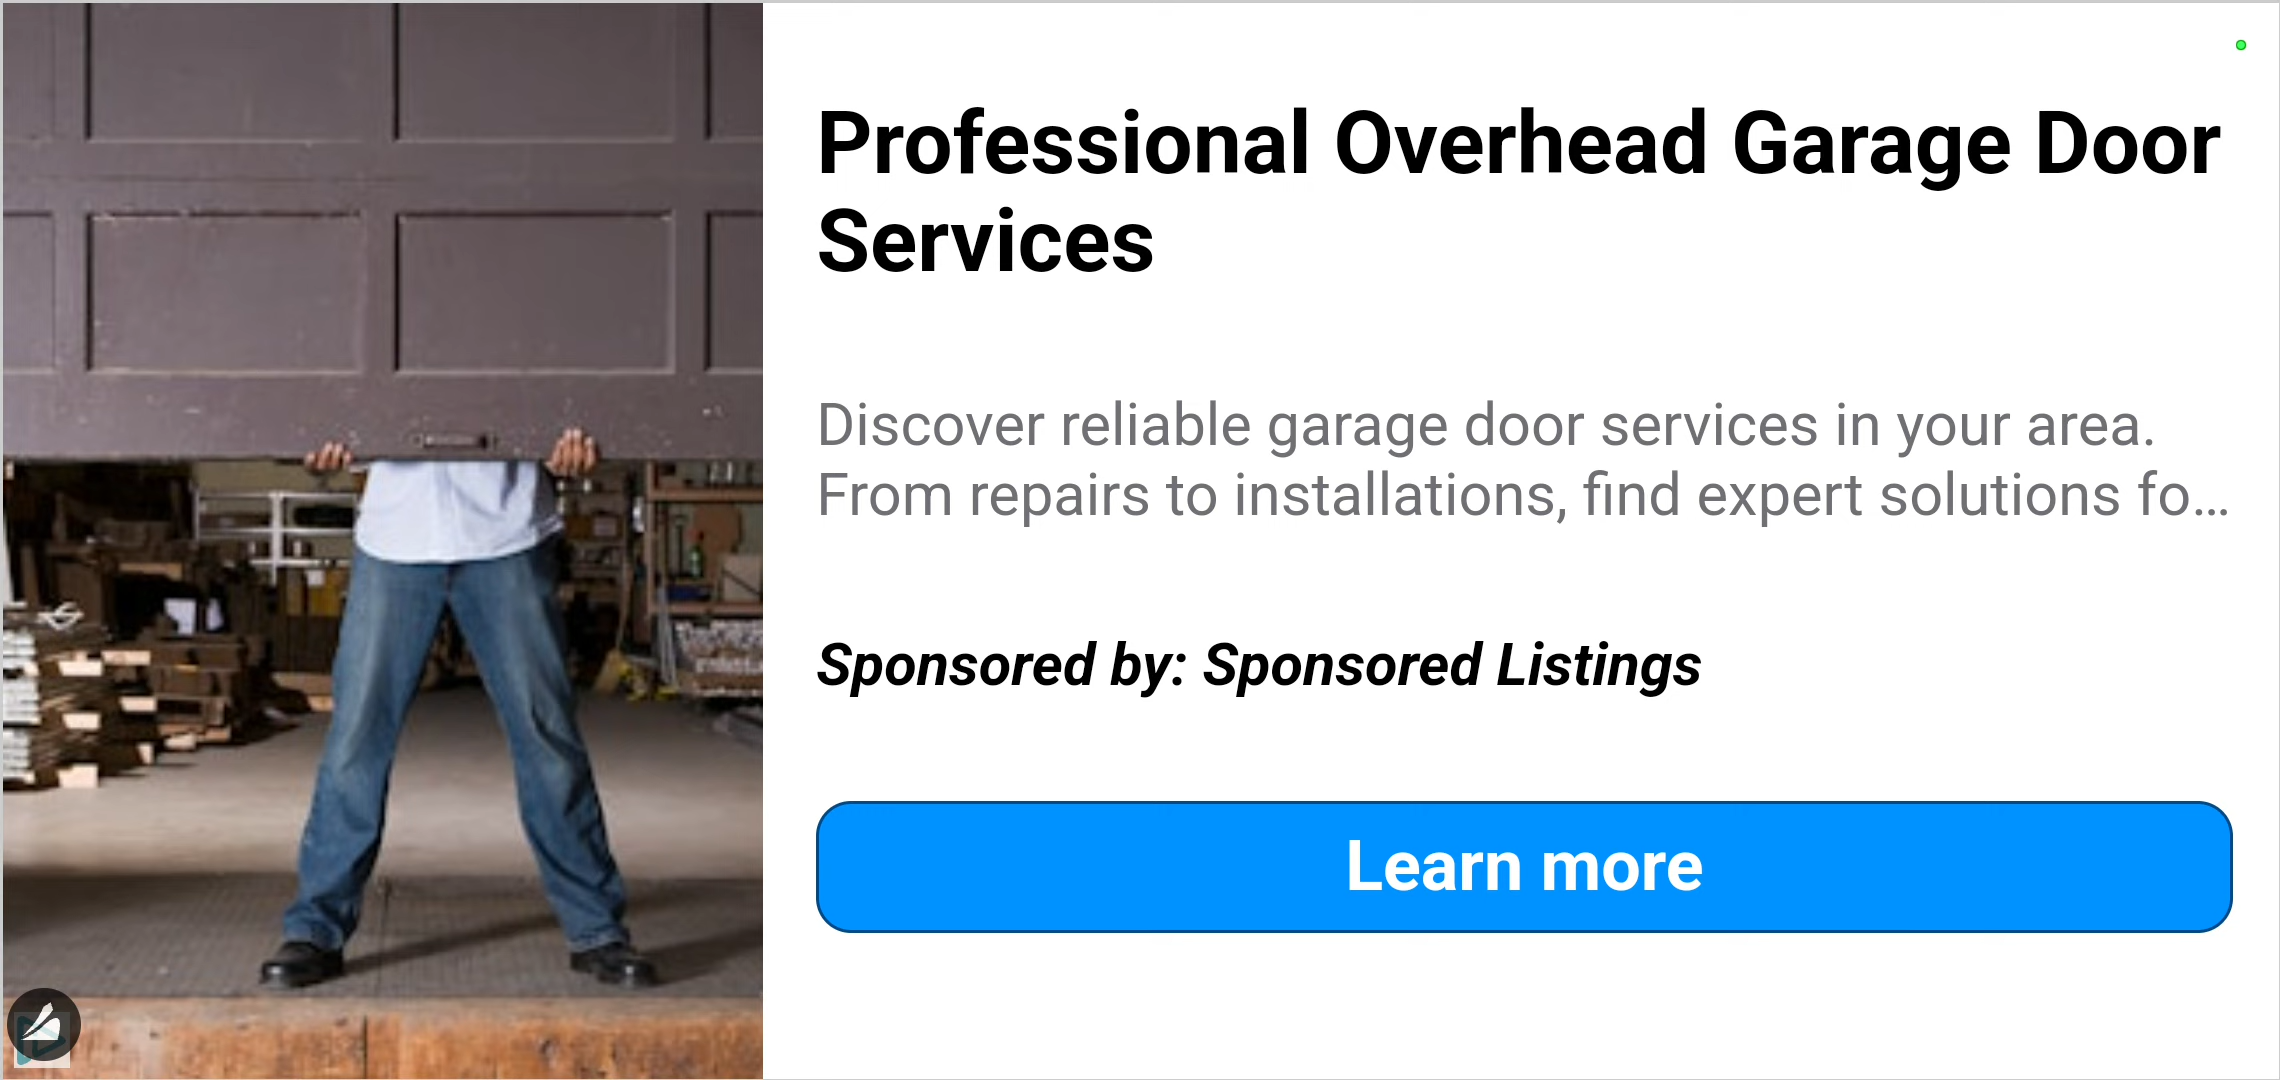 Professional Overhead Garage Door
Services
Discover reliable garage door services in your area.
From repairs to installations, find expert solutions fo…
Sponsored by: Sponsored Listings
Learn more